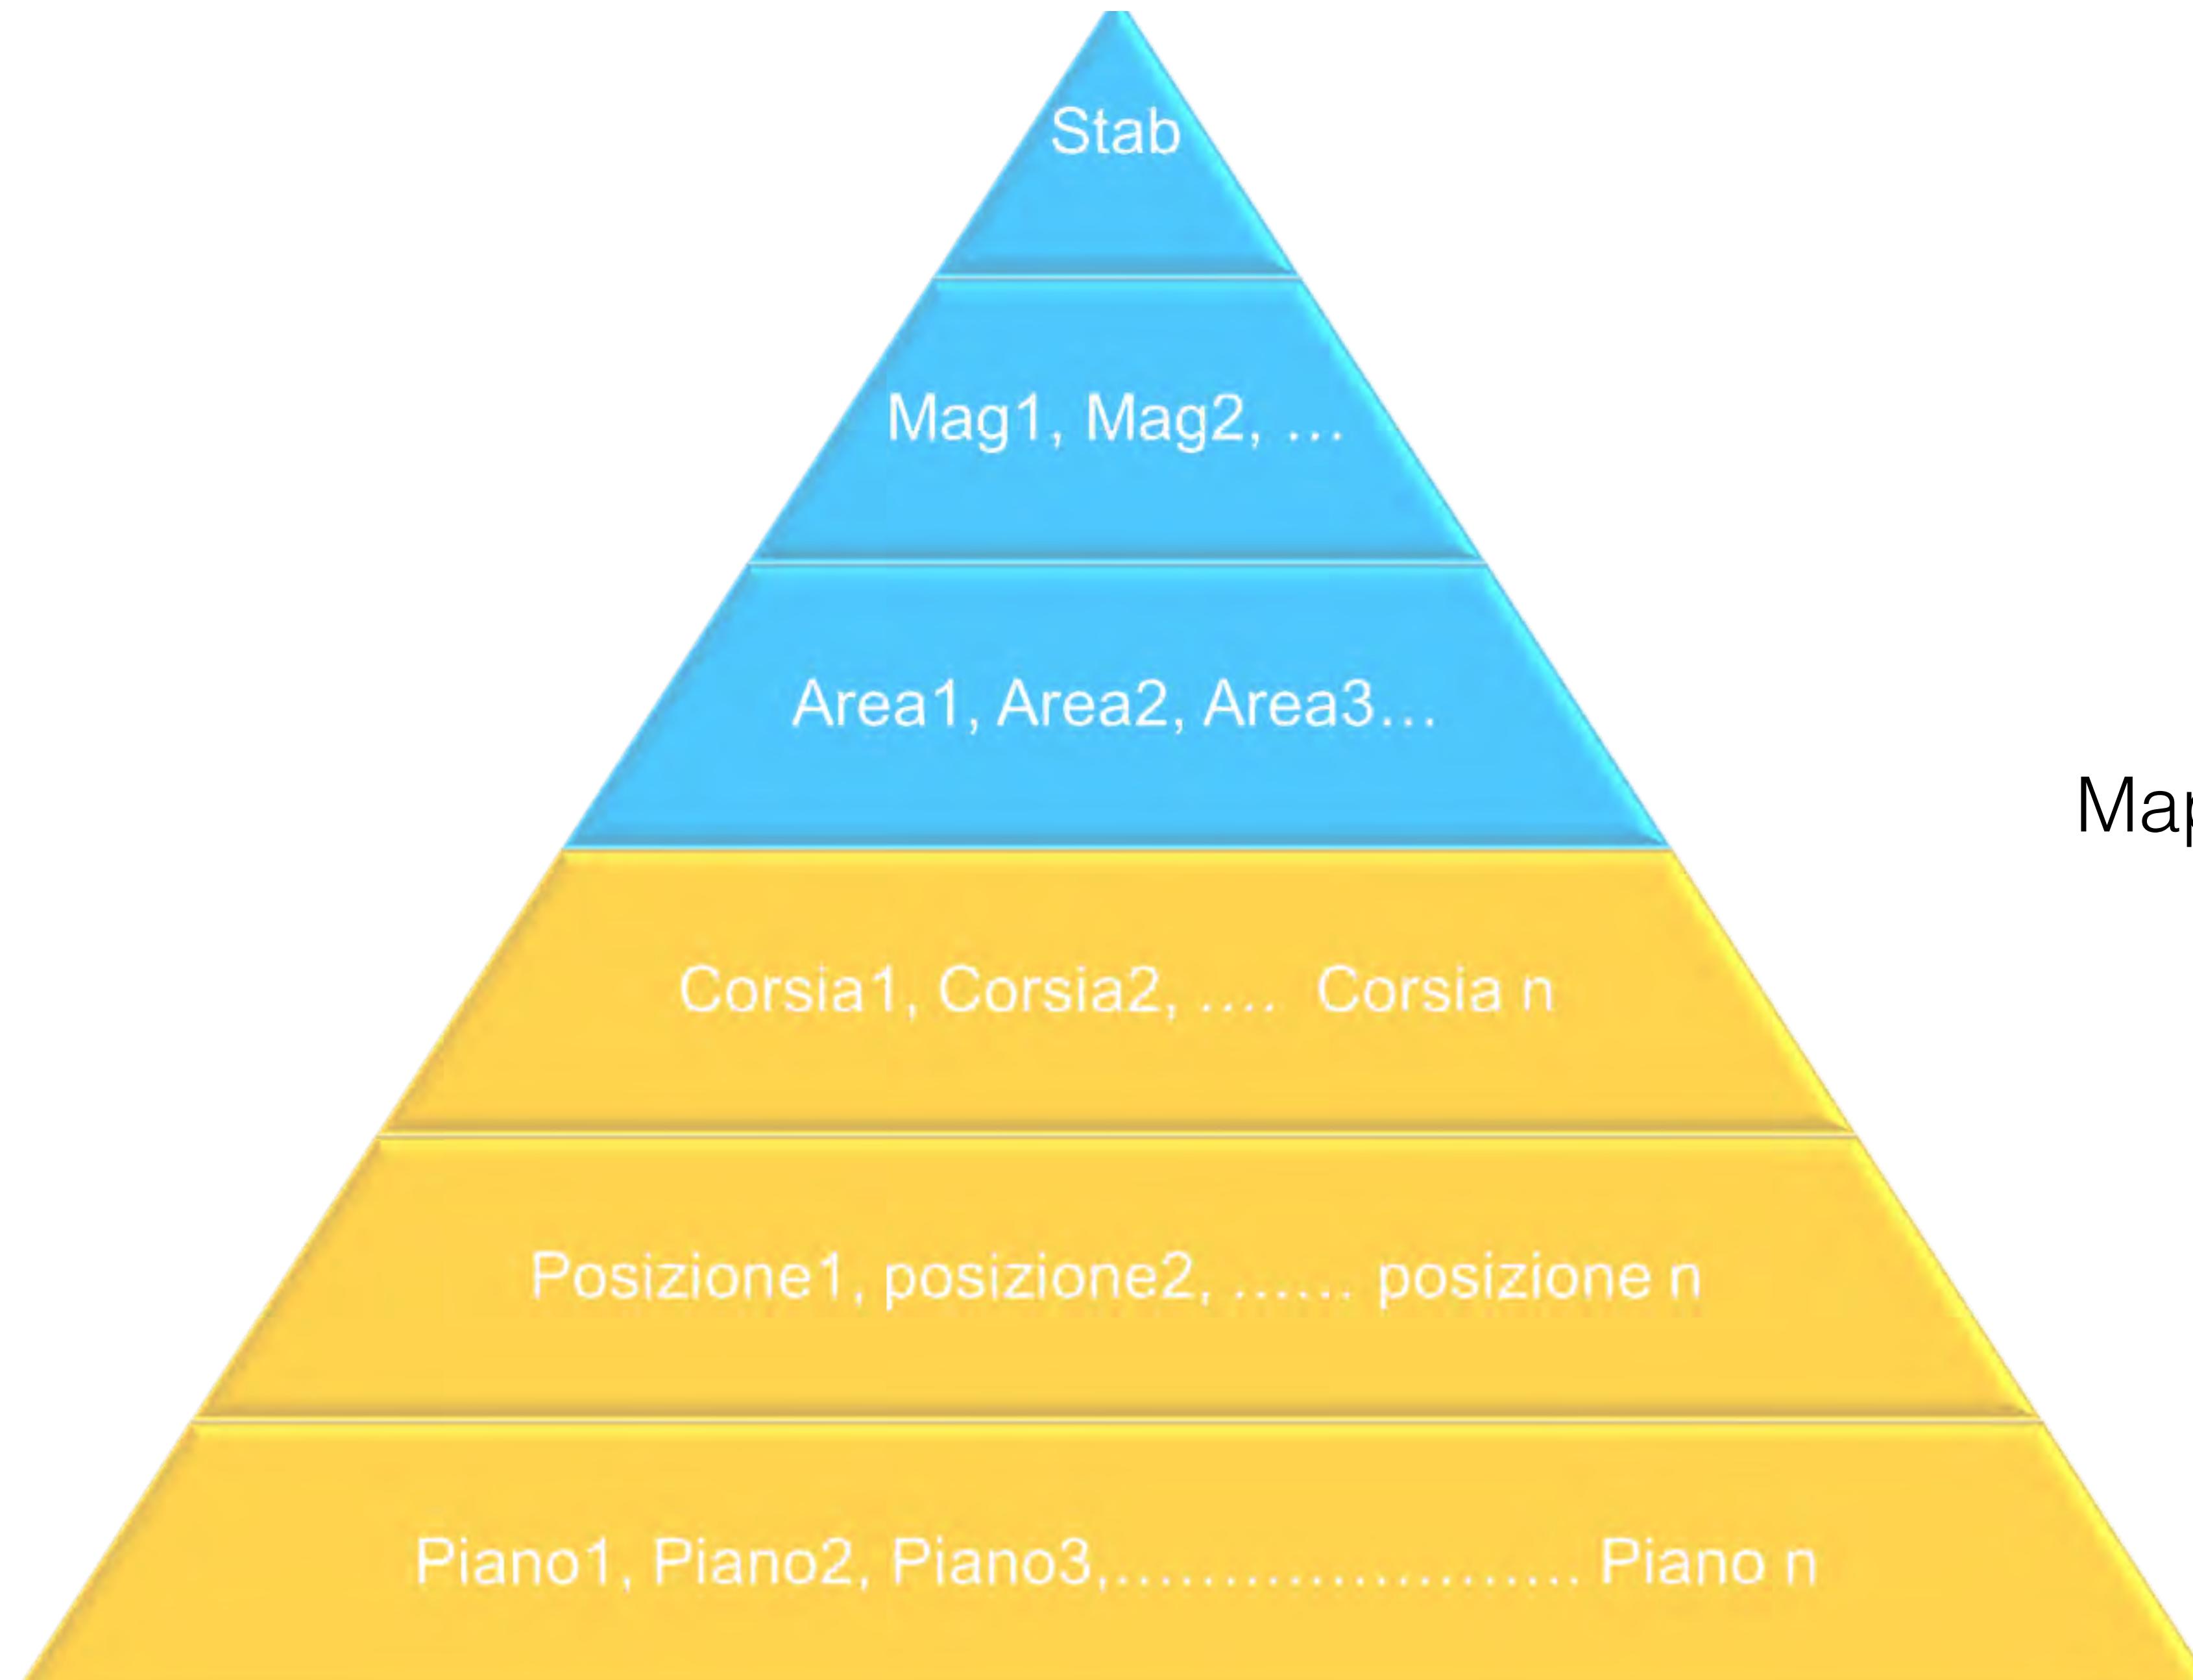 Stab
Mag1, Mag2, …
Area1, Area2, Area3…
Corsia1, Corsia2, …. Corsia n
Posizione1, posizione2, …… posizione n
Piano1, Piano2, Piano3,…………………… Piano n